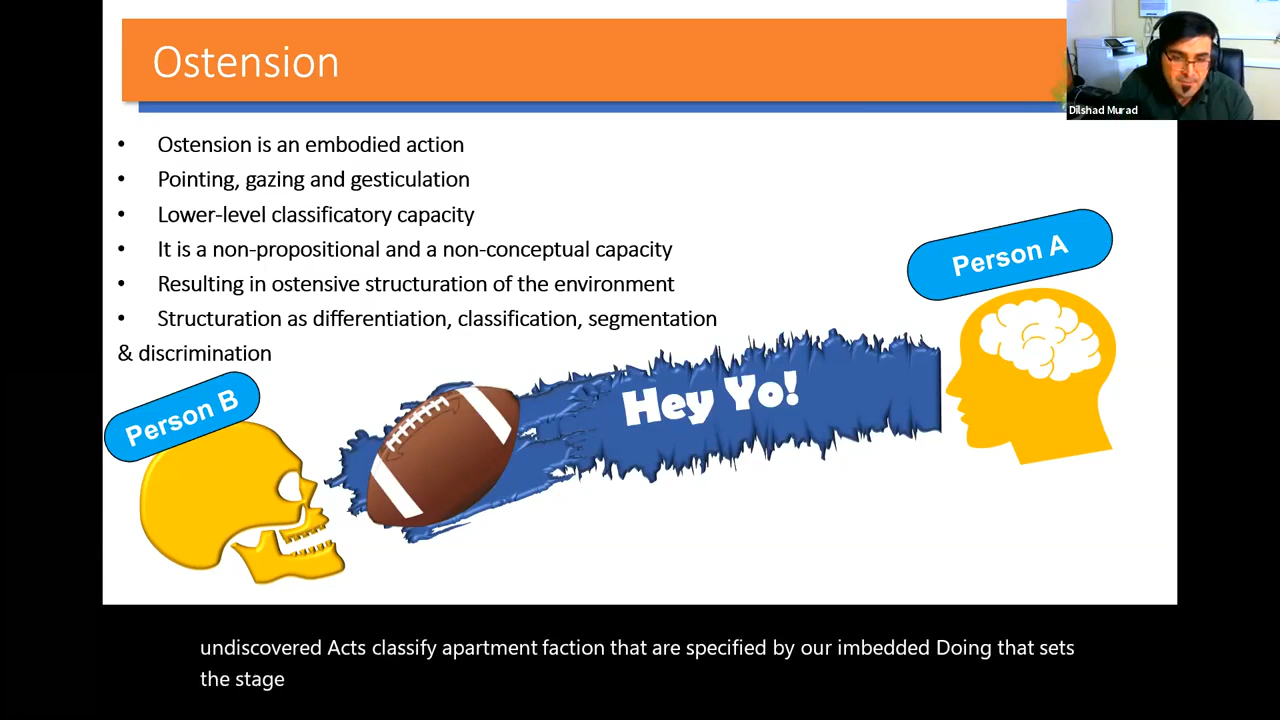 Ostension
Dilshad Murad
• Ostension is an embodied action
• Pointing, gazing and gesticulation
• Lower-level classificatory capacity
• It is a non-propositional and a non-conceptual capacity
• Resulting in ostensive structuration of the environment
• Structuration as differentiation, classification, segmentation
& discrimination
Person A
Person B
Hey Yo!
undiscovered Acts classify apartment faction that are specified by our imbedded Doing that sets
the stage